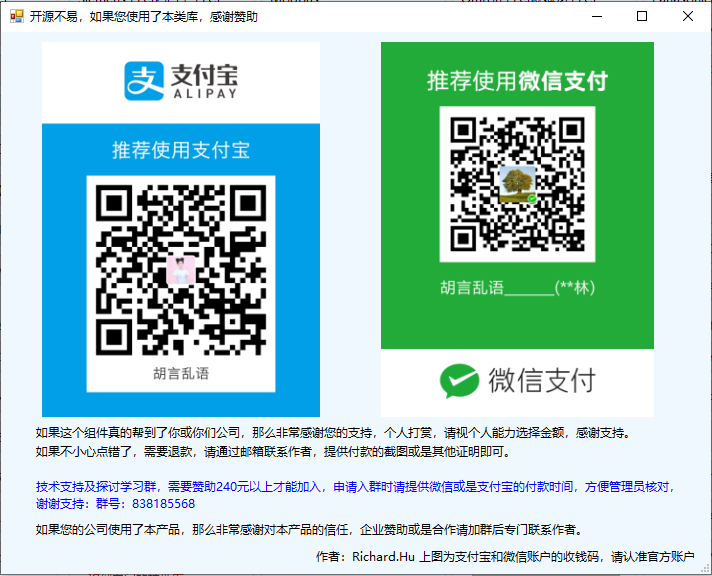 开源不易，如果您使用了本类库，感谢赞助
支付宝
ALIPAY
推荐使用支付宝
胡言乱语
推荐使用微信支付
胡言乱语______(**林)
微信支付
如果这个组件真的帮到了你或你们公司，那么非常感谢您的支持，个人打赏，请视个人能力选择金额，感谢支持。
如果不小心点错了，需要退款，请通过邮箱联系作者，提供付款的截图或是其他证明即可。
技术支持及探讨学习群，需要赞助240元以上才能加入，申请入群时请提供微信或是支付宝的付款时间，方便管理员核对，
谢谢支持：群号：838185568
如果您的公司使用了本产品，那么非常感谢对本产品的信任，企业赞助或是合作请加群后专门联系作者。
作者：Richard.Hu 上图为支付宝和微信账户的收钱码，请认准官方账户